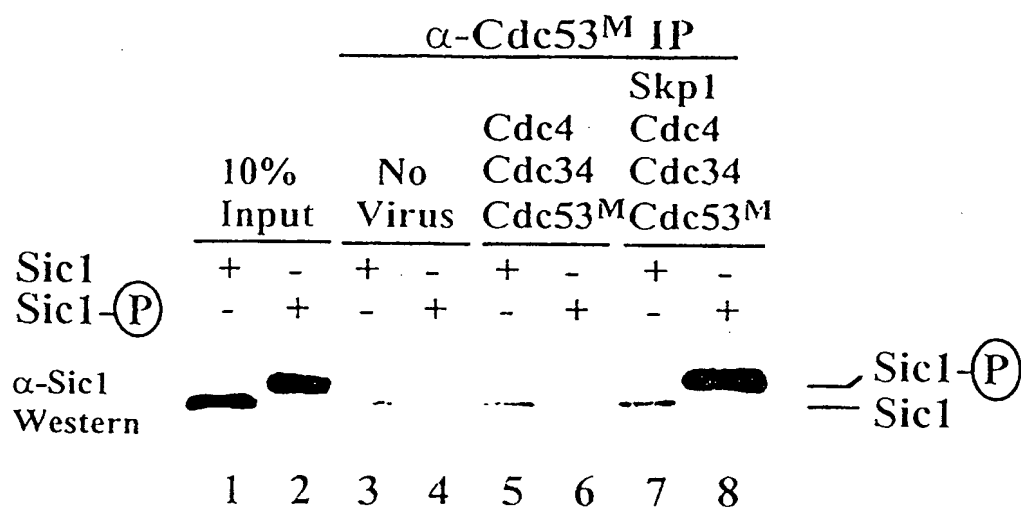 α-Cdc53ᴹ IP
Skp1
Cdc4 Cdc4
10% No Cdc34 Cdc34
Input Virus Cdc53ᴹ Cdc53ᴹ
Sic1 + - + - + - + -
Sic1-Ⓟ - + - + - + - +
α-Sic1 Western
Sic1-Ⓟ
Sic1
1 2 3 4 5 6 7 8